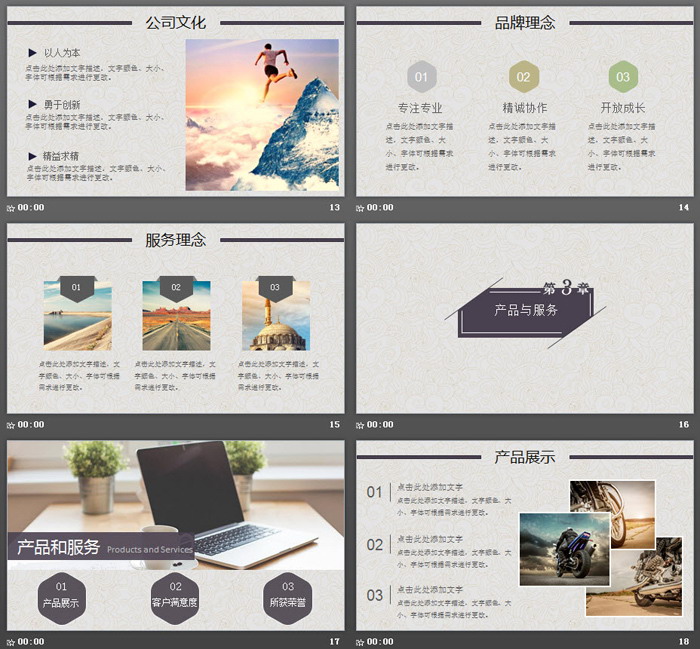 公司文化
以人为本
点击此处添加文字描述，文字颜色、大小、
字体可根据需求进行更改。
勇于创新
点击此处添加文字描述，文字颜色、大小、
字体可根据需求进行更改。
精益求精
点击此处添加文字描述，文字颜色、大小、
字体可根据需求进行更改。
00:00
13
品牌理念
01
02
03
专注专业
精诚协作
开放成长
点击此处添加文字描
述，文字颜色、大
小、字体可根据需求
进行更改。
点击此处添加文字描
述，文字颜色、大
小、字体可根据需求
进行更改。
点击此处添加文字描
述，文字颜色、大
小、字体可根据需求
进行更改。
00:00
14
服务理念
01
02
03
点击此处添加文字描述，文
字颜色、大小、字体可根据
需求进行更改。
点击此处添加文字描述，文
字颜色、大小、字体可根据
需求进行更改。
点击此处添加文字描述，文
字颜色、大小、字体可根据
需求进行更改。
00:00
15
第3章
产品与服务
00:00
16
产品和服务 Products and Services
01
产品展示
02
客户满意度
03
所获荣誉
00:00
17
产品展示
01
点击此处添加文字
点击此处添加文字描述，文字颜色、大
小、字体可根据需求进行更改。
02
点击此处添加文字
点击此处添加文字描述，文字颜色、大
小、字体可根据需求进行更改。
03
点击此处添加文字
点击此处添加文字描述，文字颜色、大
小、字体可根据需求进行更改。
00:00
18